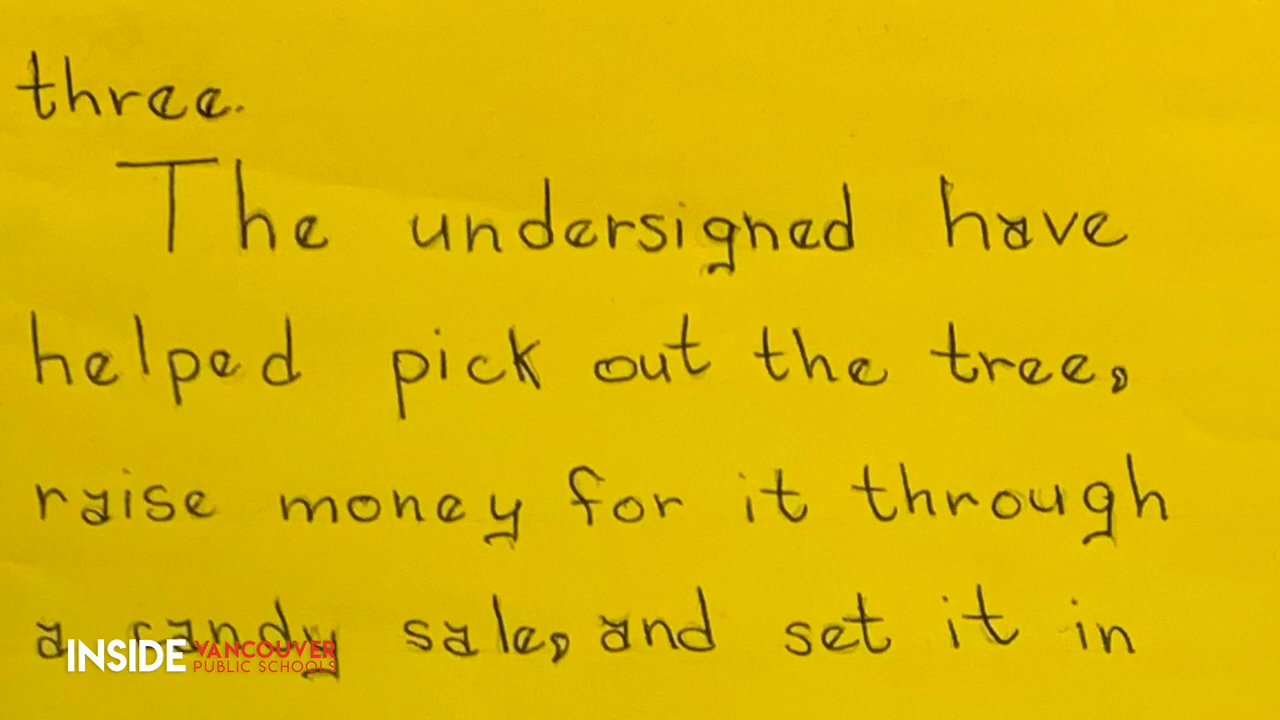 three.
The undersigned have
helped pick out the tree,
raise money for it through
a candy sale, and set it in
INSIDE VANCOUVER
PUBLIC SCHOOLS